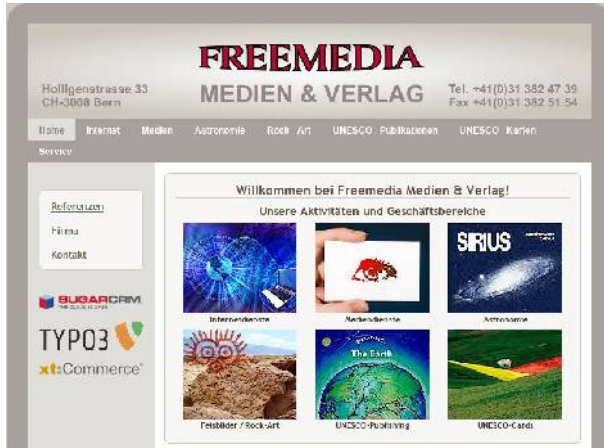 FREEMEDIA
MEDIEN & VERLAG
Holligenstrasse 33
CH-3008 Bern
Tel. +41(0)31 382 47 39
Fax +41(0)31 382 51 54
Home Internet Medien Astronomie Rock Art UNESCO Publikationen UNESCO Karten
Service
Referenzen
Firma
Kontakt
SUGARCRM
TYPO3
xt:Commerce
Willkommen bei Freemedia Medien & Verlag!
Unsere Aktivitäten und Geschäftsbereiche
SIRIUS
Internetdienste
Mediendienste
Astronomie
The Earth
Felsbilder / Rock-Art
UNESCO-Publishing
UNESCO-Cards